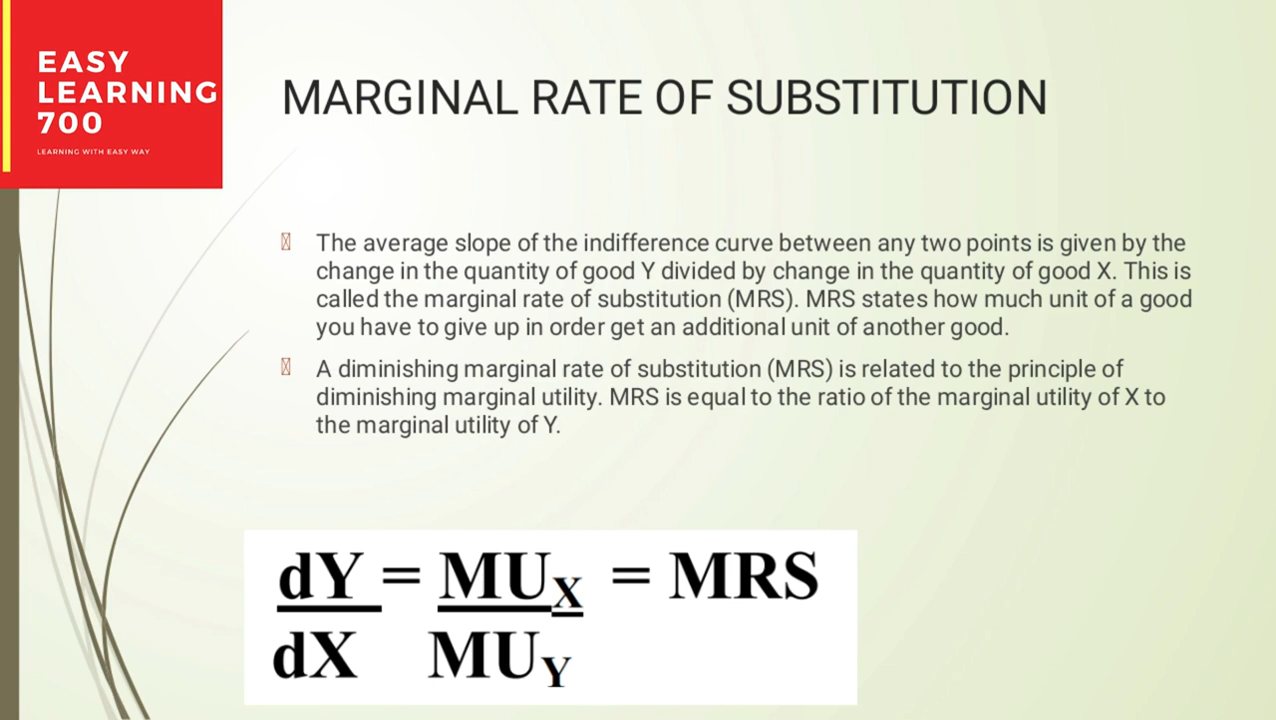 EASY
LEARNING
700
LEARNING WITH EASY WAY
MARGINAL RATE OF SUBSTITUTION
The average slope of the indifference curve between any two points is given by the
change in the quantity of good Y divided by change in the quantity of good X. This is
called the marginal rate of substitution (MRS). MRS states how much unit of a good
you have to give up in order get an additional unit of another good.
A diminishing marginal rate of substitution (MRS) is related to the principle of
diminishing marginal utility. MRS is equal to the ratio of the marginal utility of X to
the marginal utility of Y.
dY = MUX = MRS
dX MUY